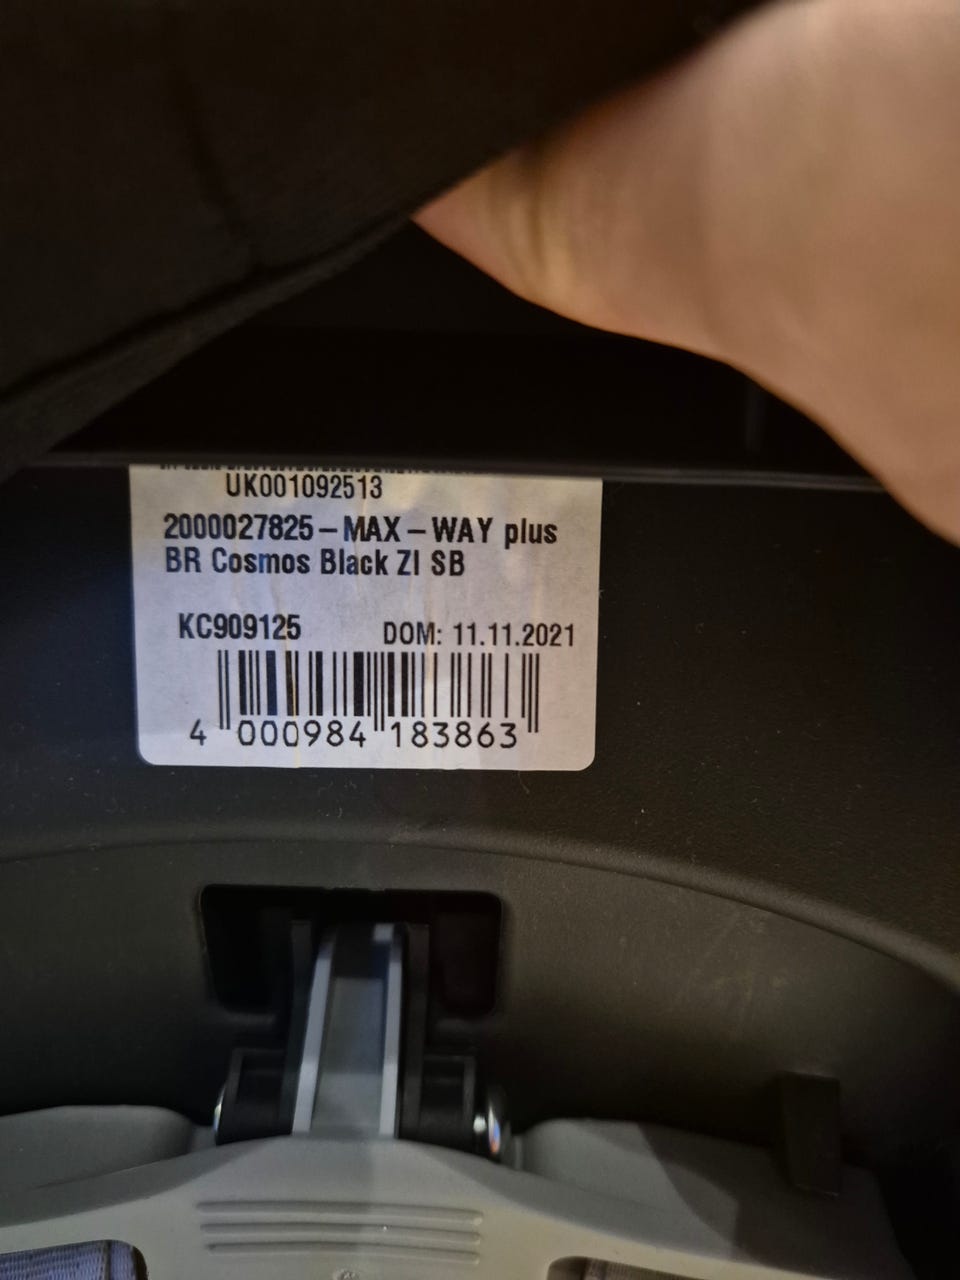 UK001092513
2000027825-MAX-WAY plus
BR Cosmos Black ZI SB
KC909125 DOM: 11.11.2021
4 000984 183863